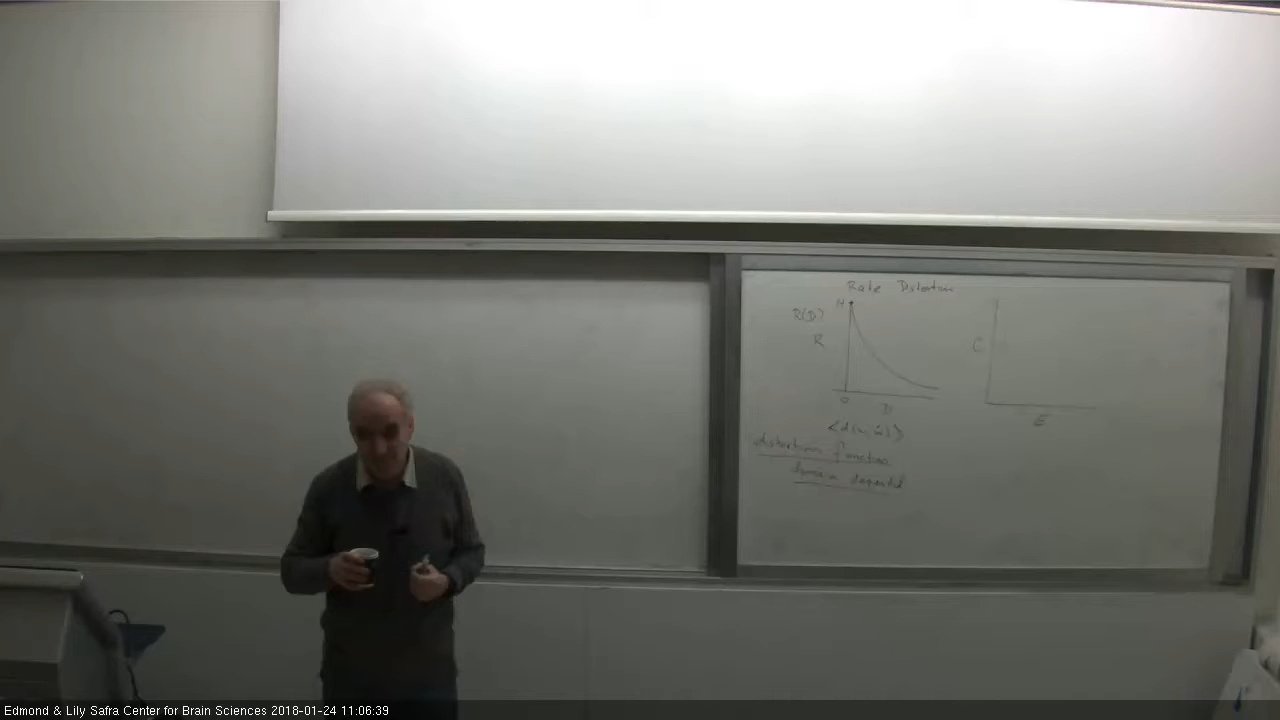 Rate Distortion
H
R(D)
R
C
0
D
E
<d(x, x̂)>
distortion function
domain dependent
Edmond & Lily Safra Center for Brain Sciences 2018-01-24 11:06:39